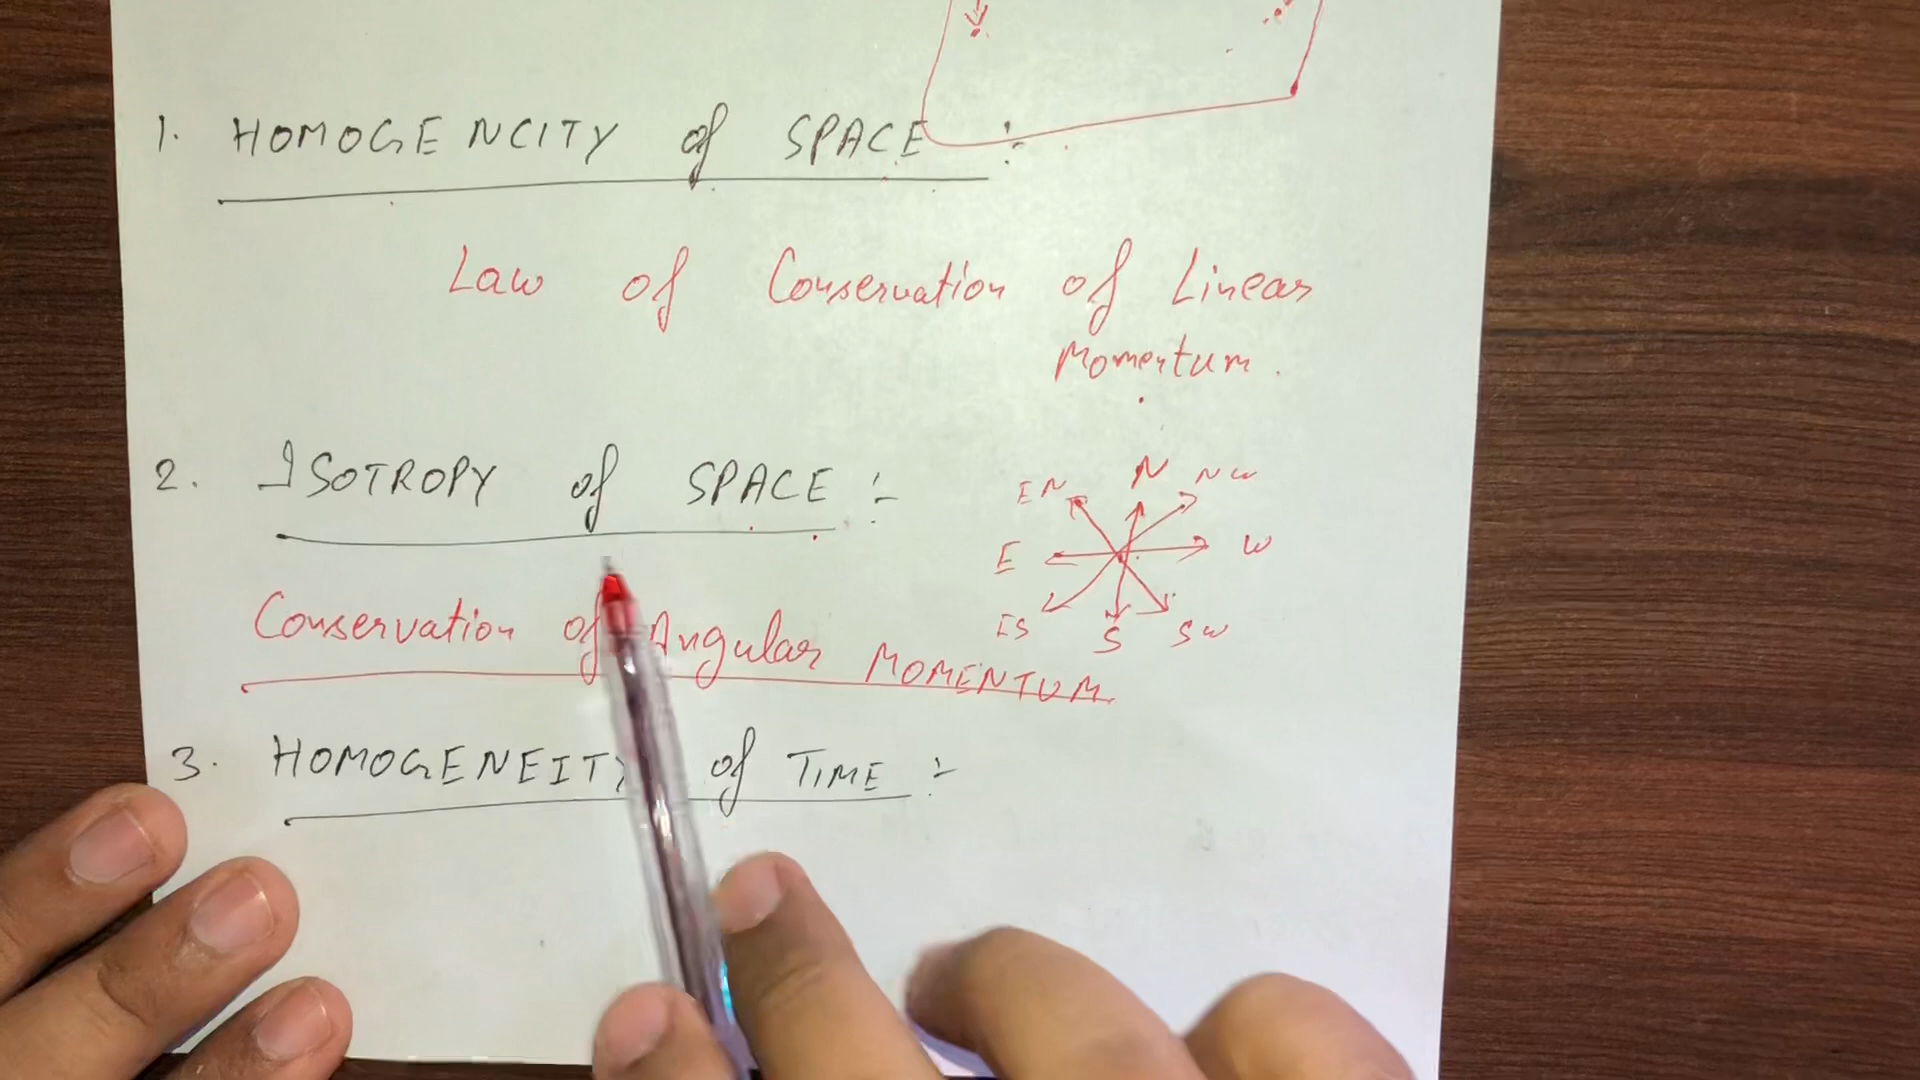 1. HOMOGENCITY of SPACE :
Law of Conservation of Linear
Momentum.
2. ISOTROPY of SPACE :-
EN N NW
E W
ES S SW
Conservation of Angular MOMENTUM
3. HOMOGENEITY of TIME :-